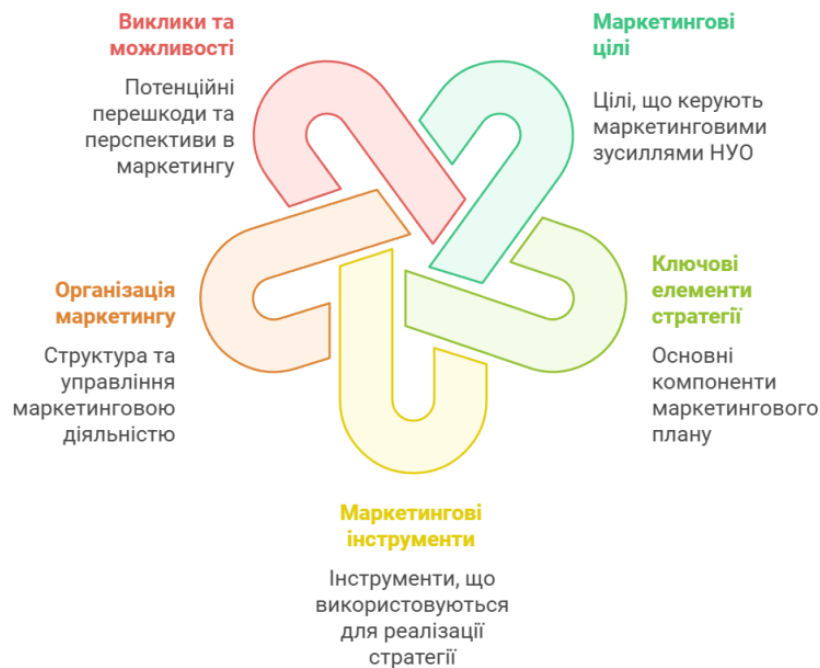 Виклики та
можливості
Потенційні
перешкоди та
перспективи в
маркетингу
Маркетингові
цілі
Цілі, що керують
маркетинговими
зусиллями НУО
Організація
маркетингу
Структура та
управління
маркетинговою
діяльністю
Ключові
елементи
стратегії
Основні
компоненти
маркетингового
плану
Маркетингові
інструменти
Інструменти, що
використовуються
для реалізації
стратегії